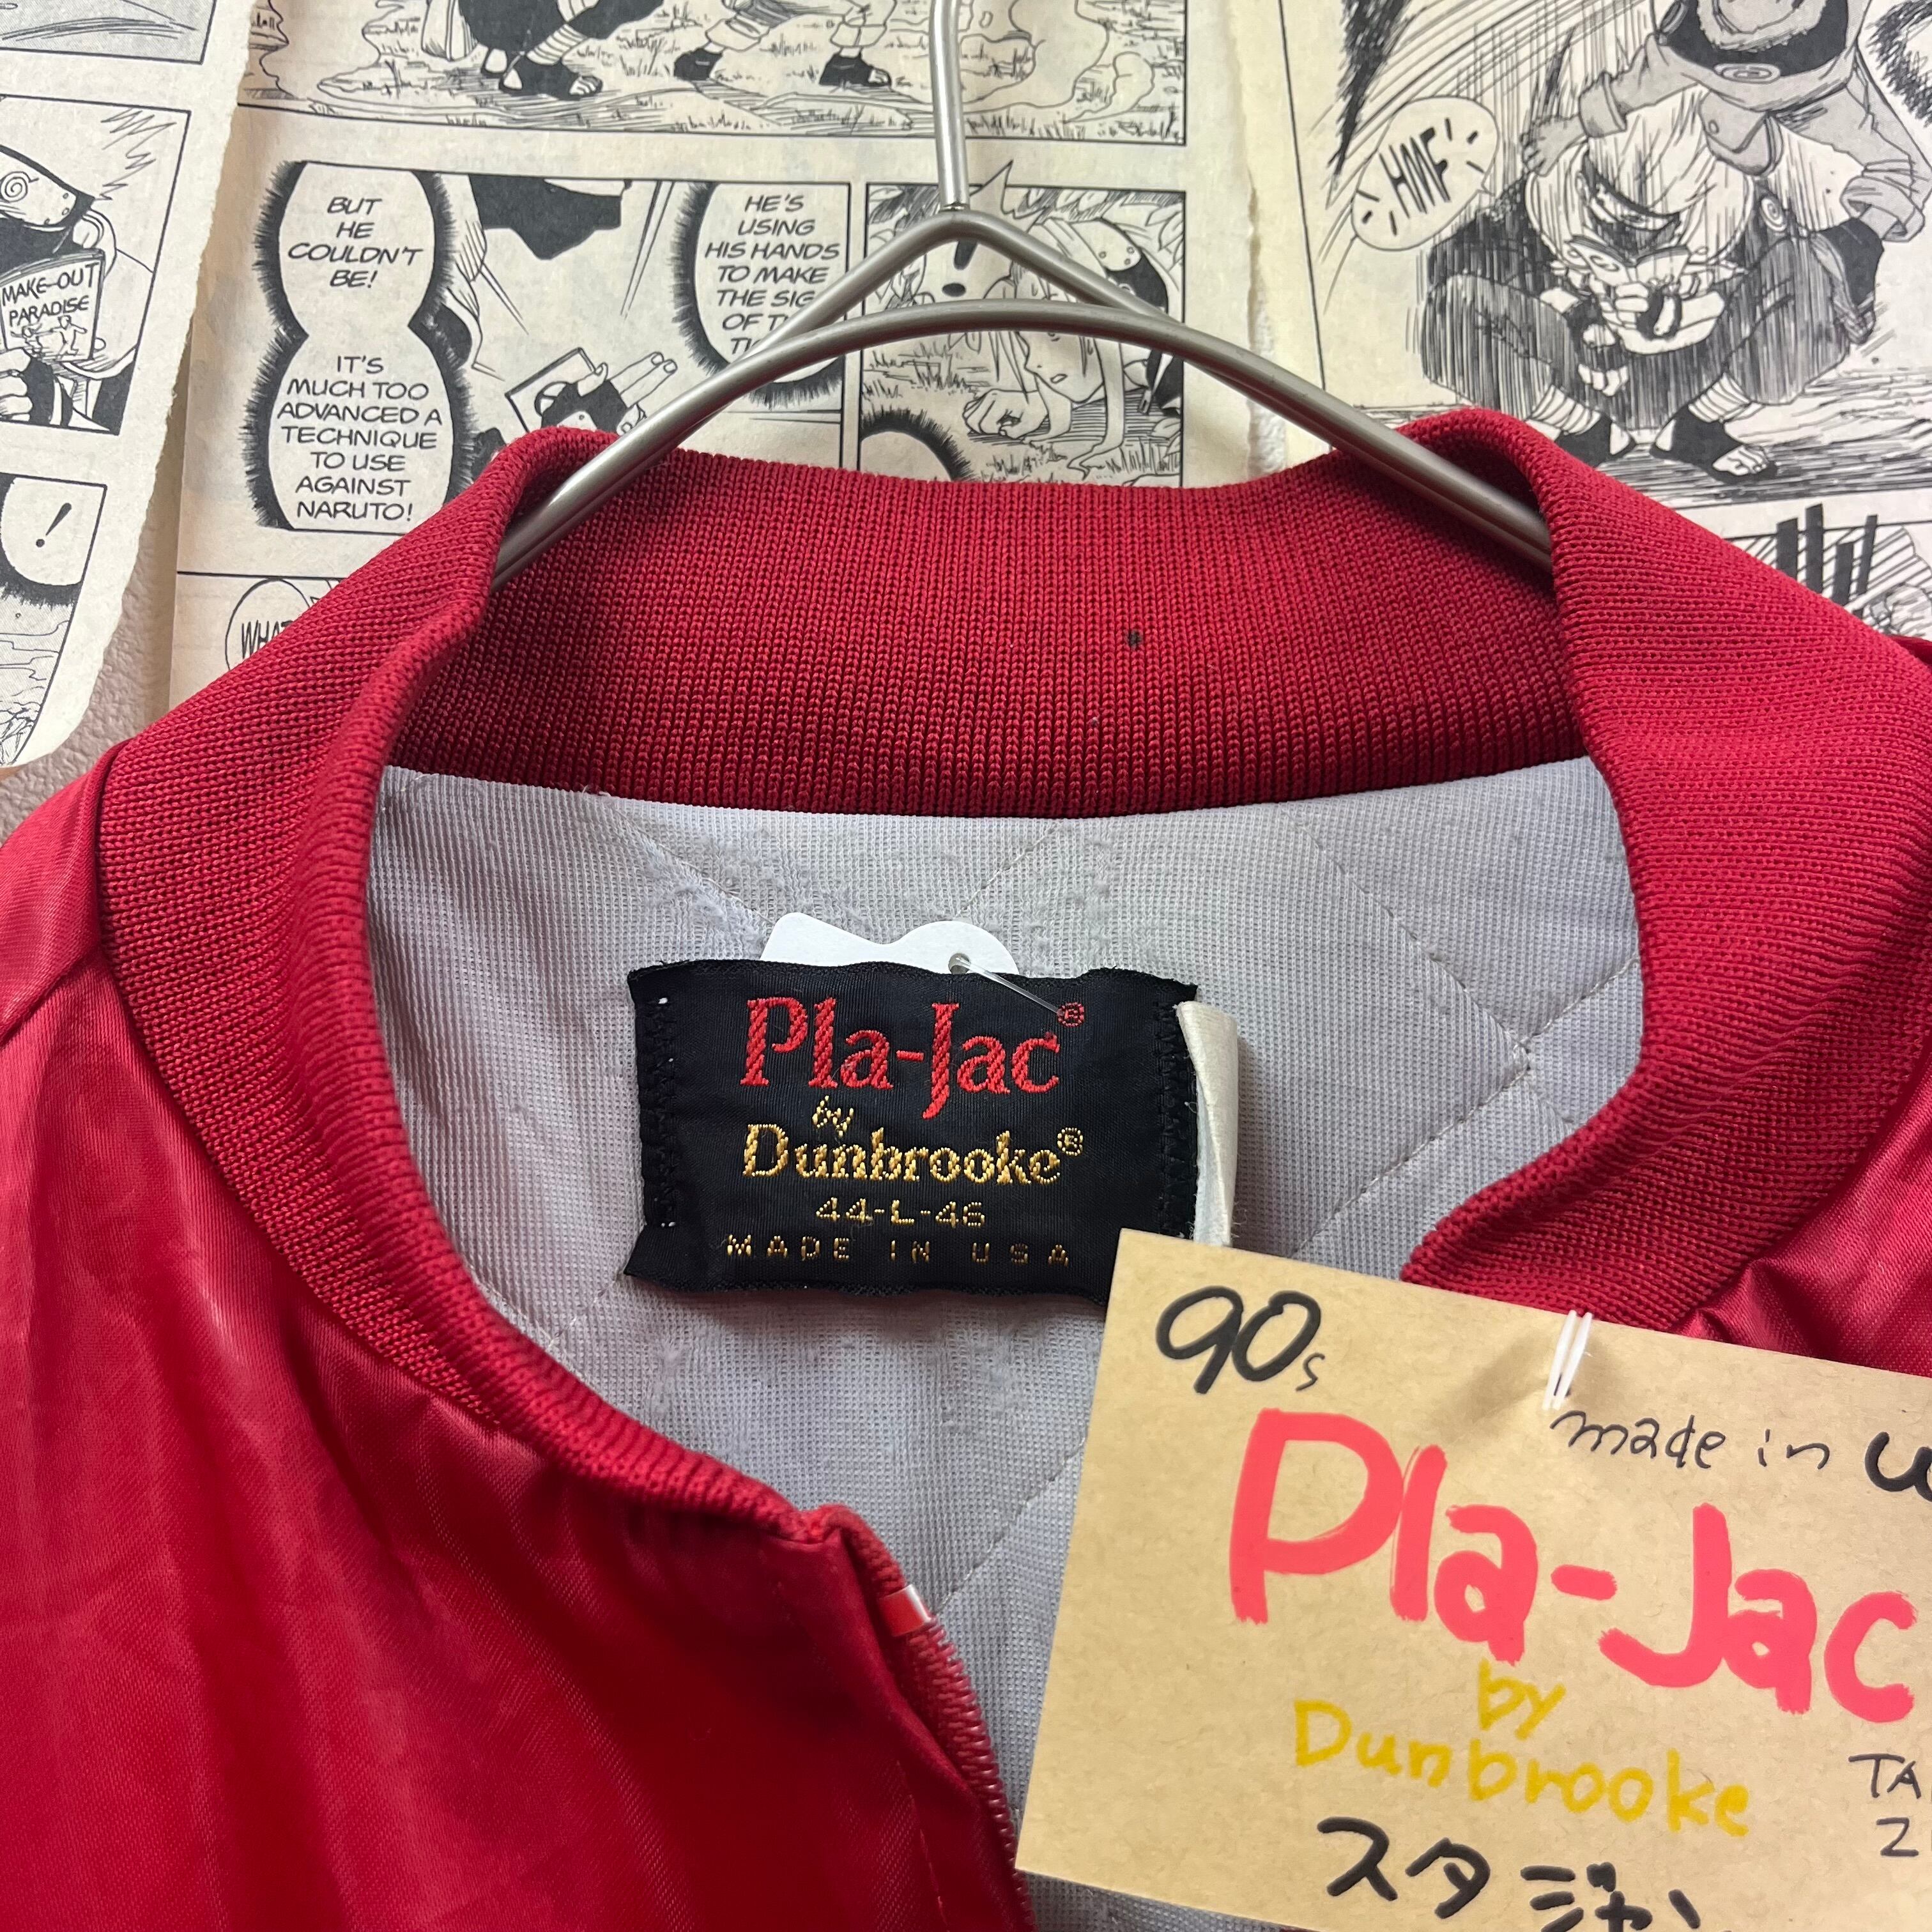 BUT
HE
COULDN'T
BE!
IT'S
MUCH TOO
ADVANCED A
TECHNIQUE
TO USE
AGAINST
NARUTO!
HE'S
USING
HIS HANDS
TO MAKE
THE
OF
HMF
MAKE-OUT
PARADISE
!
Pla-Jac®
by
Dunbrooke®
44-L-46
MADE IN USA
90s
made in
Pla-Jac
by
Dunbrooke
スタジャン